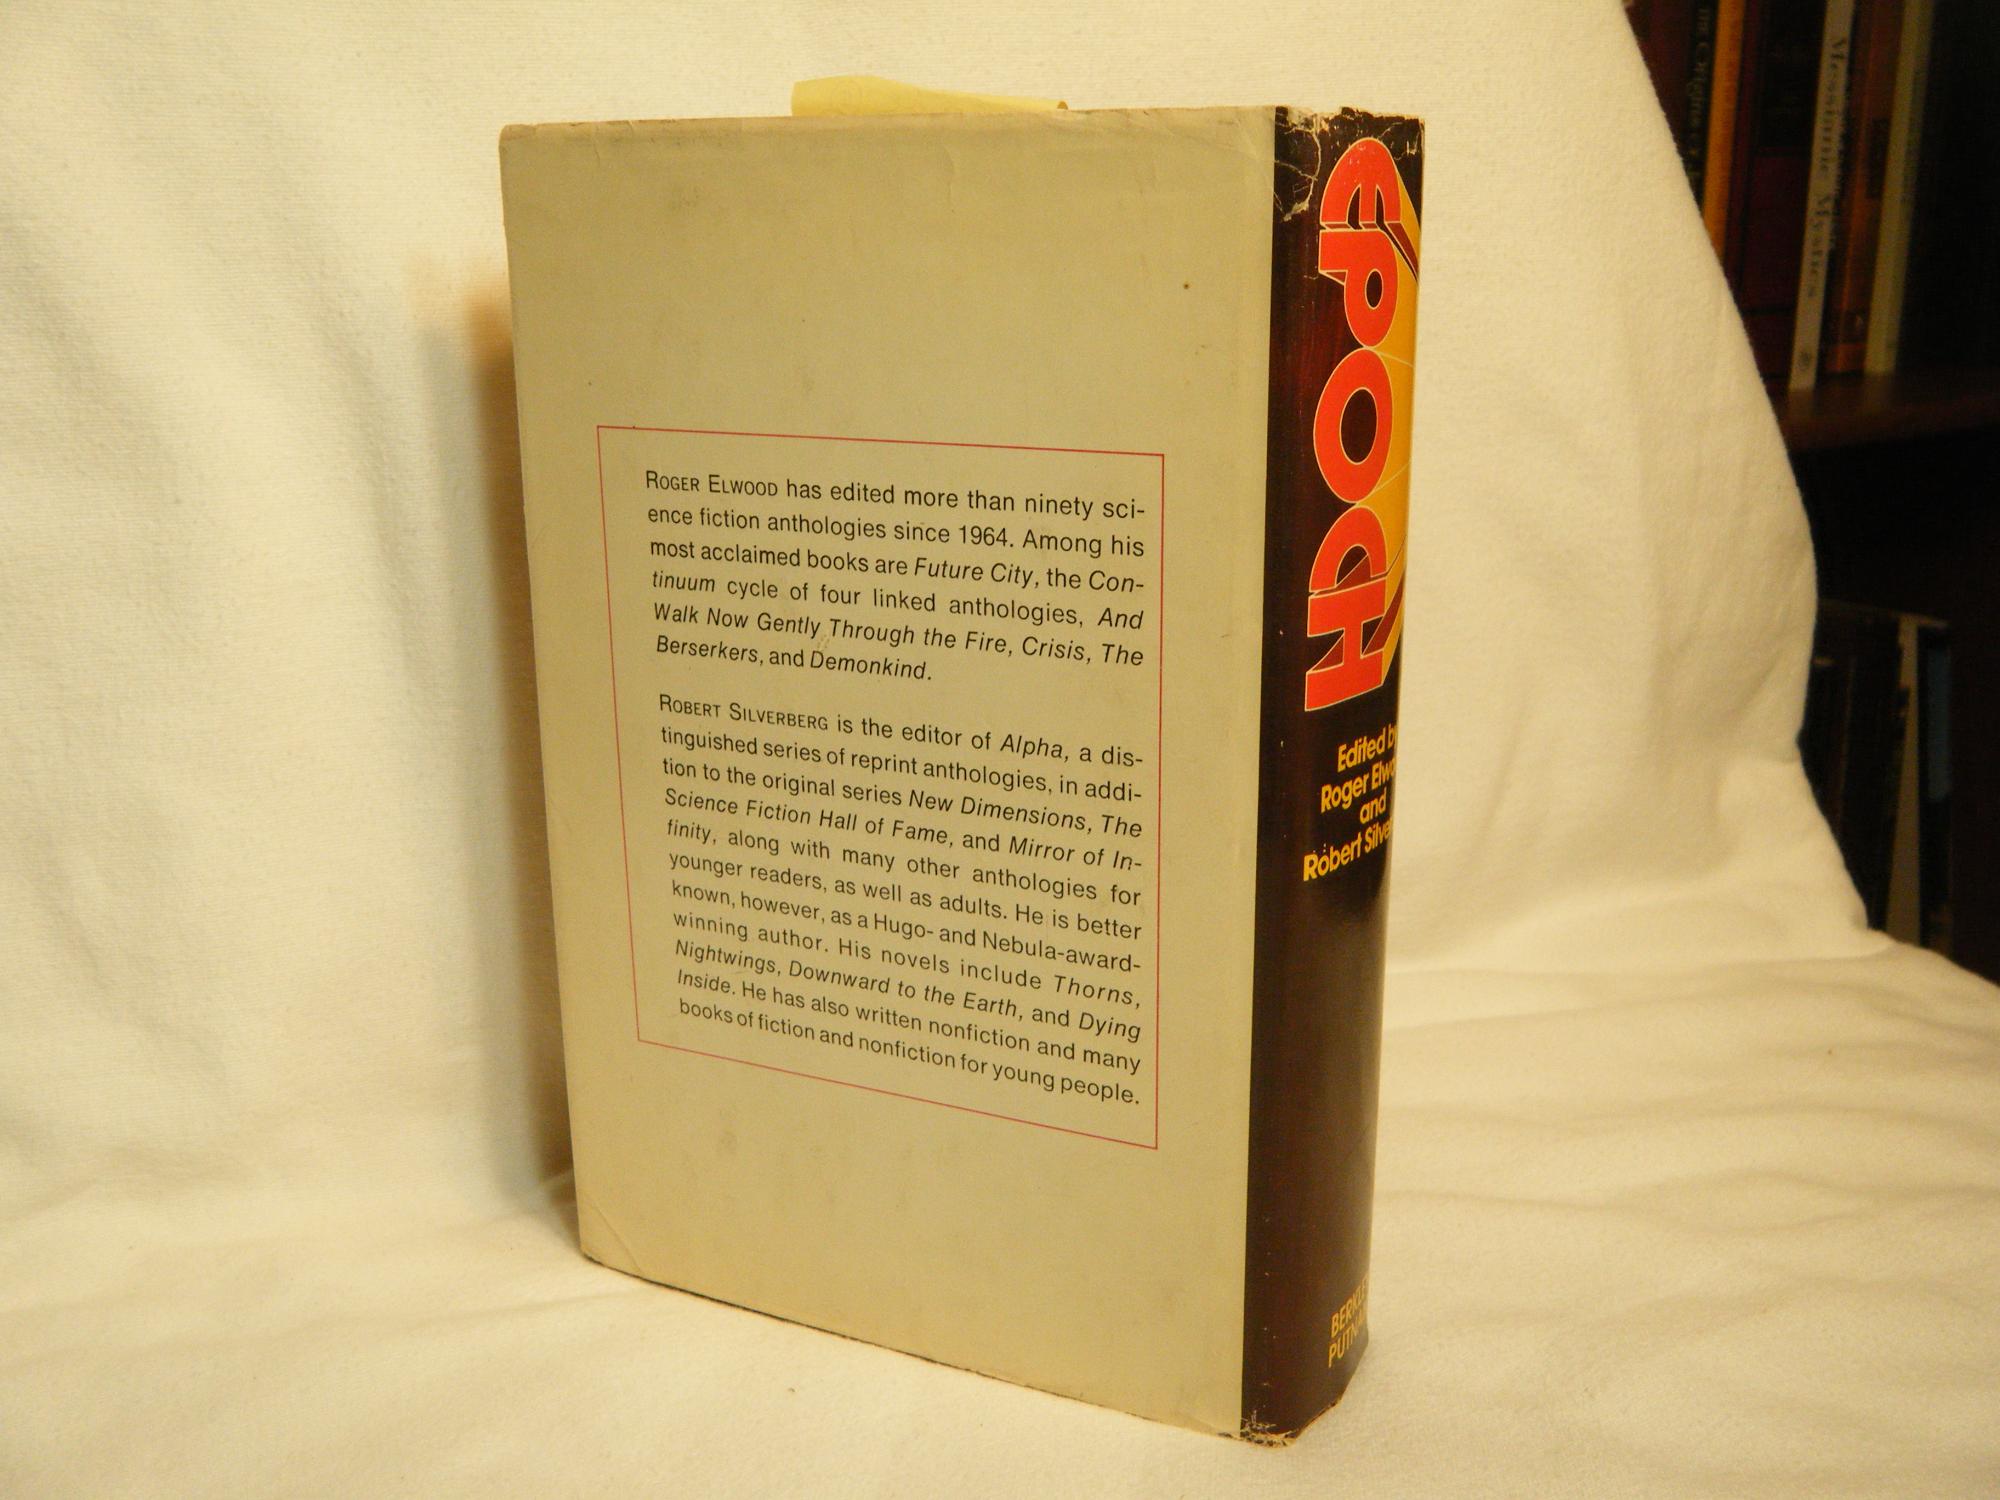 ROGER ELWOOD has edited more than ninety sci-
ence fiction anthologies since 1964. Among his
most acclaimed books are Future City, the Con-
tinuum cycle of four linked anthologies, And
Walk Now Gently Through the Fire, Crisis, The
Berserkers, and Demonkind.
ROBERT SILVERBERG is the editor of Alpha, a dis-
tinguished series of reprint anthologies, in addi-
tion to the original series New Dimensions, The
Science Fiction Hall of Fame, and Mirror of In-
finity, along with many other anthologies for
younger readers, as well as adults. He is better
known, however, as a Hugo- and Nebula-award-
winning author. His novels include Thorns,
Nightwings, Downward to the Earth, and Dying
Inside. He has also written nonfiction and many
books of fiction and nonfiction for young people.
EPOCH
Edited
Roger
and
Robert
Messianic Mystics